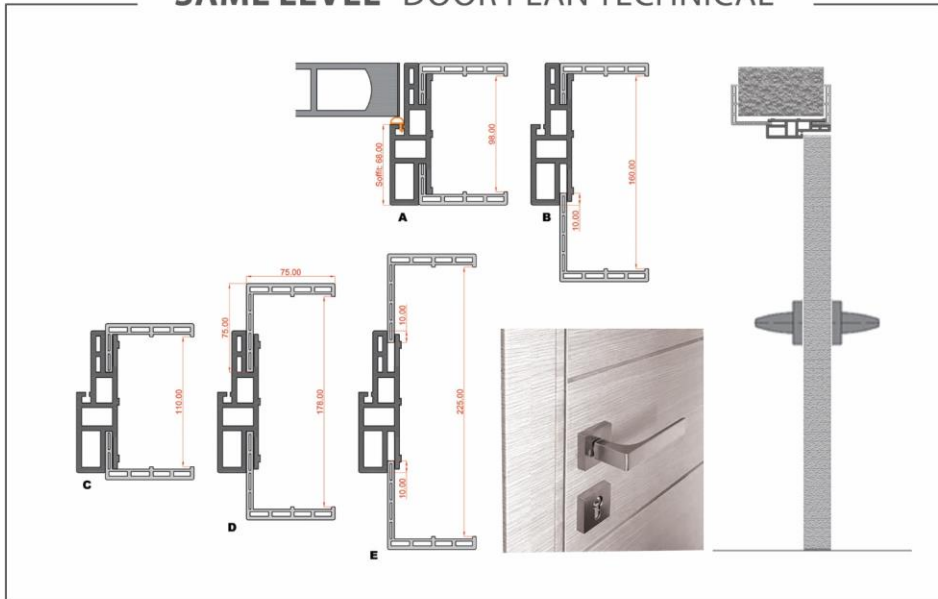 SAME LEVEL DOOR PLAN TECHNICAL
Soffit: 68.00
98.00
A
160.00
10.00
B
75.00
75.00
110.00
C
178.00
D
10.00
225.00
10.00
E